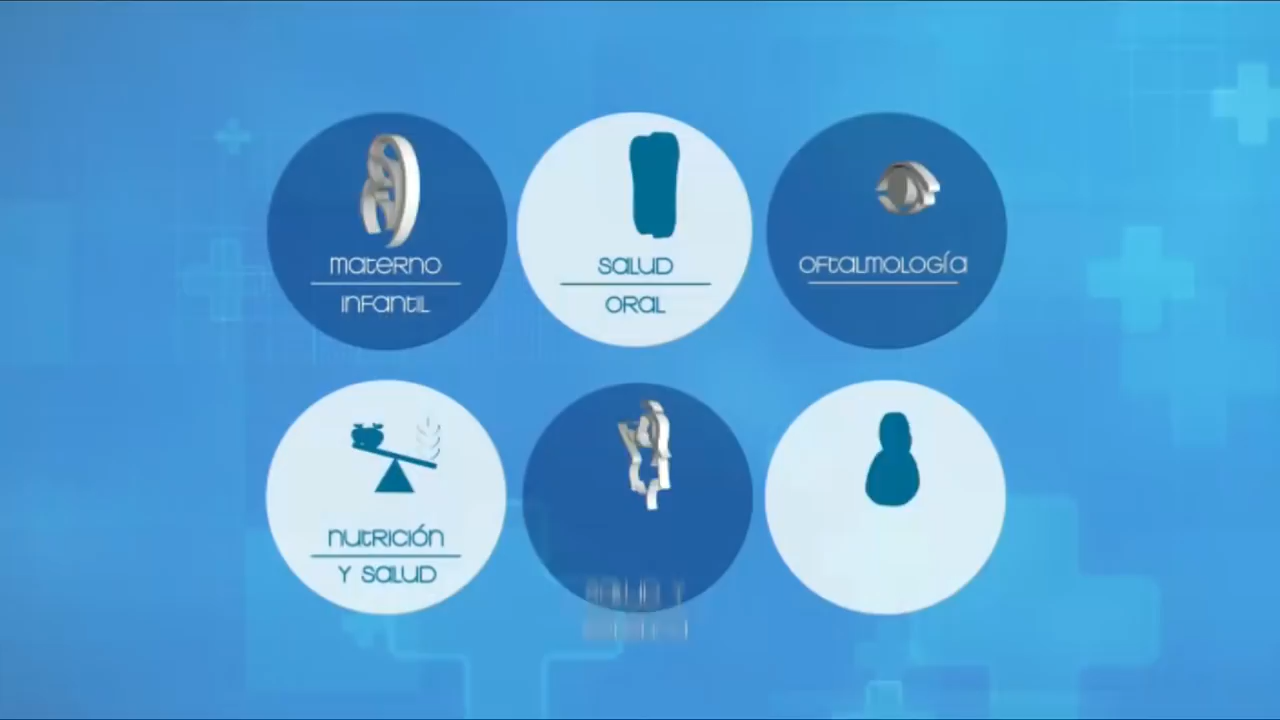 MATERNO
INFANTIL
SALUD
ORAL
OFTALMOLOGÍA
NUTRICIÓN
Y SALUD